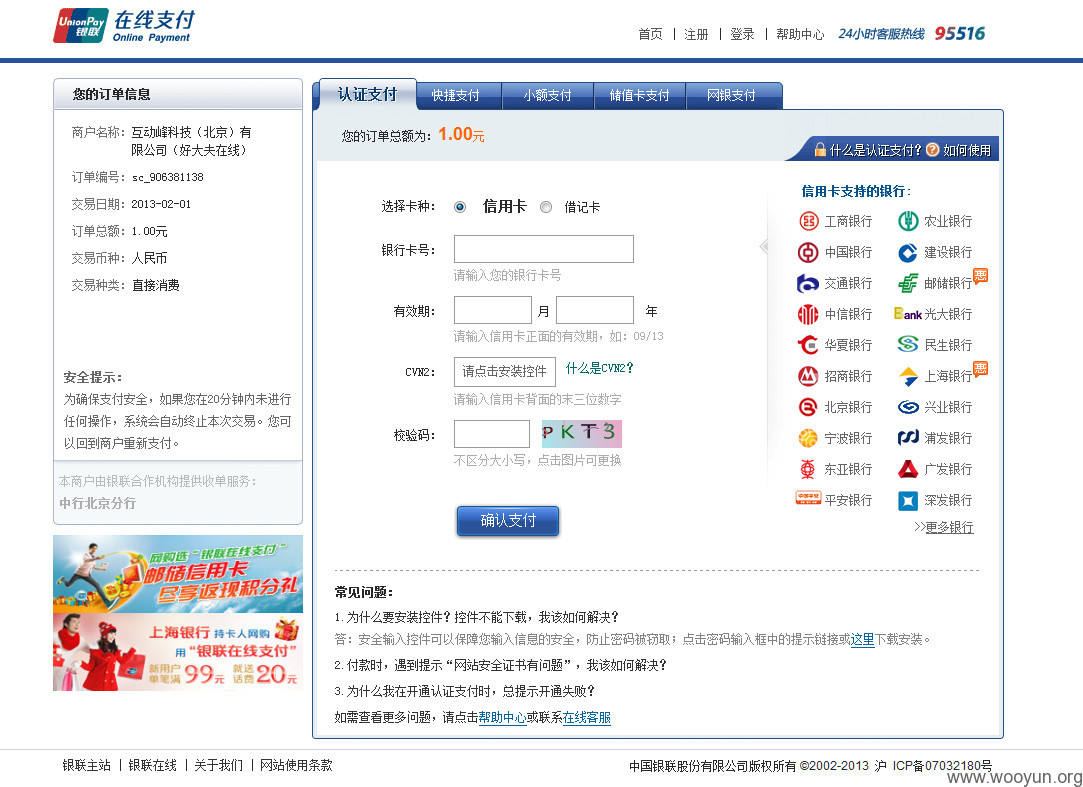 UnionPay 银联 在线支付
Online Payment
首页 | 注册 | 登录 | 帮助中心 24小时客服热线 95516
您的订单信息
商户名称: 互动峰科技（北京）有
限公司（好大夫在线）
订单编号: sc_906381138
交易日期: 2013-02-01
订单总额: 1.00元
交易币种: 人民币
交易种类: 直接消费
安全提示:
为确保支付安全，如果您在20分钟内未进行
任何操作，系统会自动终止本次交易。您可
以回到商户重新支付。
本商户由银联合作机构提供收单服务:
中行北京分行
网购选“银联在线支付”
邮储信用卡
尽享返现积分礼
上海银行 持卡人网购
用“银联在线支付”
新用户 单笔满 99元 就送 话费 20元
认证支付 快捷支付 小额支付 储值卡支付 网银支付
您的订单总额为: 1.00元
什么是认证支付? 如何使用
选择卡种: 信用卡 借记卡
银行卡号:
请输入您的银行卡号
有效期: 月 年
请输入信用卡正面的有效期，如: 09/13
CVN2: 请点击安装控件 什么是CVN2?
请输入信用卡背面的末三位数字
校验码: P K T 3
不区分大小写，点击图片可更换
确认支付
信用卡支持的银行:
工商银行 农业银行
中国银行 建设银行
交通银行 邮储银行 惠
中信银行 Bank 光大银行
华夏银行 民生银行
招商银行 上海银行 惠
北京银行 兴业银行
宁波银行 浦发银行
东亚银行 广发银行
中国平安 平安银行 深发银行
>>更多银行
常见问题:
1. 为什么要安装控件? 控件不能下载，我该如何解决?
答: 安全输入控件可以保障您输入信息的安全，防止密码被窃取; 点击密码输入框中的提示链接或这里下载安装。
2. 付款时，遇到提示“网站安全证书有问题”，我该如何解决?
3. 为什么我在开通认证支付时，总提示开通失败?
如需查看更多问题，请点击帮助中心或联系在线客服
银联主站 | 银联在线 | 关于我们 | 网站使用条款
中国银联股份有限公司版权所有 ©2002-2013 沪 ICP备07032180号
www.wooyun.org